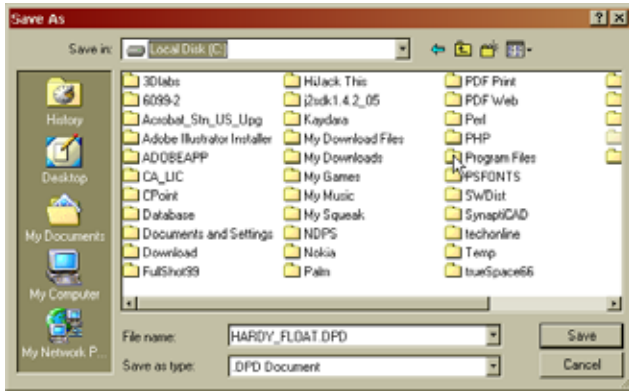 Save As
Save in: Local Disk (C:)
History
Desktop
My Documents
My Computer
My Network P...
3Dlabs
6099-2
Acrobat_Stn_US_Upg
Adobe Illustrator Installer
ADOBEAPP
CA_LIC
CPoint
Database
Documents and Settings
Download
FullShot99
HiJack This
j2sdk1.4.2_05
Kaydara
My Download Files
My Downloads
My Games
My Music
My Squeak
NDPS
Nokia
Palm
PDF Print
PDF Web
Perl
PHP
Program Files
PSFONTS
SWDist
SynaptiCAD
techonline
Temp
trueSpace66
File name: HARDY_FLOAT.DPD Save
Save as type: .DPD Document Cancel